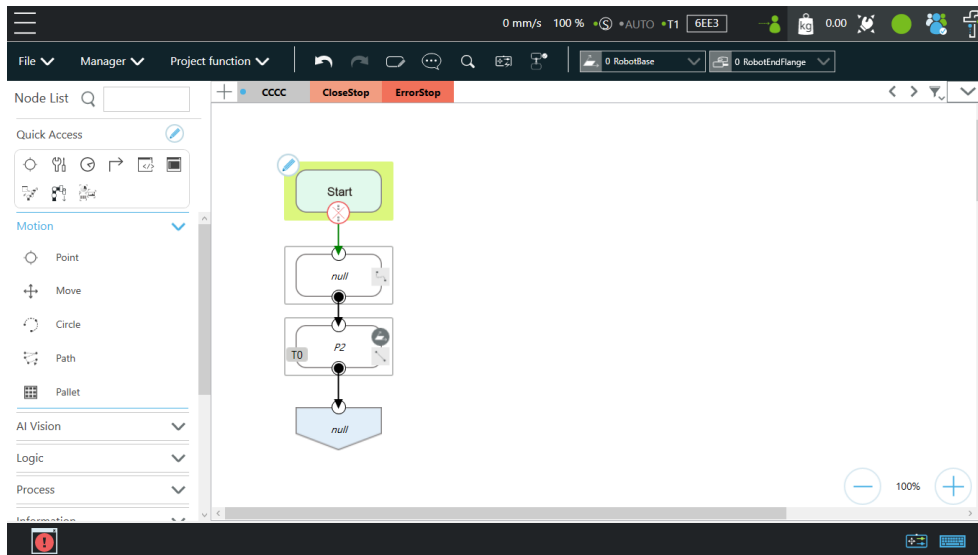 0 mm/s 100 % S AUTO T1 6EE3 kg 0.00
File Manager Project function 0 RobotBase 0 RobotEndFlange
Node List
CCCC CloseStop ErrorStop
Quick Access
Start
Motion
Point
null
Move
Circle
P2
T0
Path
Pallet
AI Vision
null
Logic
Process
100%
Information